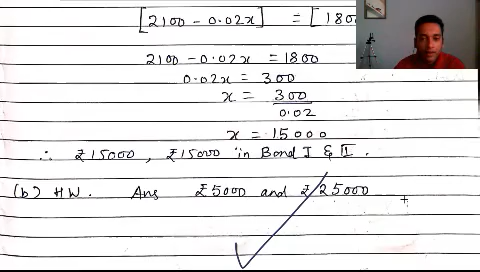 [2100 - 0.02x] = [180
2100 - 0.02x = 1800
0.02x = 300
x = 300
0.02
x = 15000
∴ ₹15000, ₹15000 in Bond I & II.
(b) HW. Ans ₹5000 and ₹25000